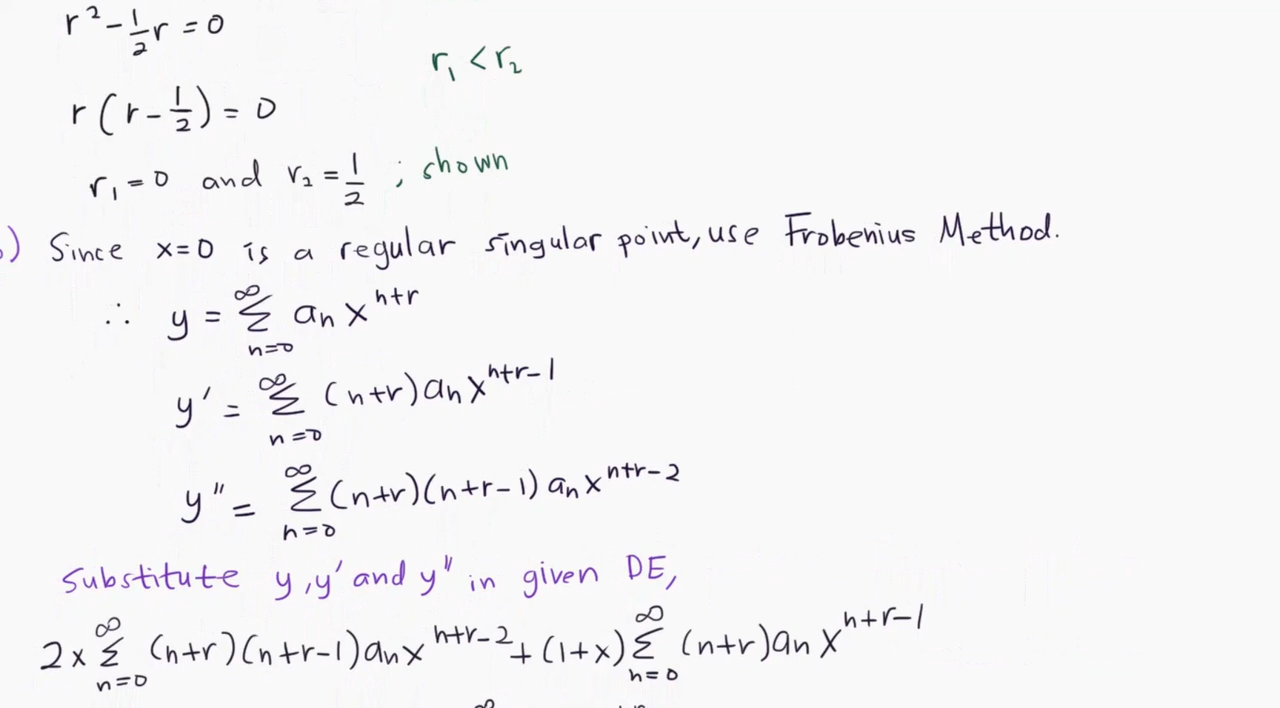 r² - 1/2 r = 0
r₁ < r₂
r (r - 1/2) = 0
r₁ = 0 and r₂ = 1/2 ; shown
) Since x=0 is a regular singular point, use Frobenius Method.
∴ y = ∑_{n=0}^{∞} aₙ x^{n+r}
y′ = ∑_{n=0}^{∞} (n+r) aₙ x^{n+r-1}
y″ = ∑_{n=0}^{∞} (n+r)(n+r-1) aₙ x^{n+r-2}
Substitute y, y′ and y″ in given DE,
2x ∑_{n=0}^{∞} (n+r)(n+r-1) aₙ x^{n+r-2} + (1+x) ∑_{n=0}^{∞} (n+r) aₙ x^{n+r-1}